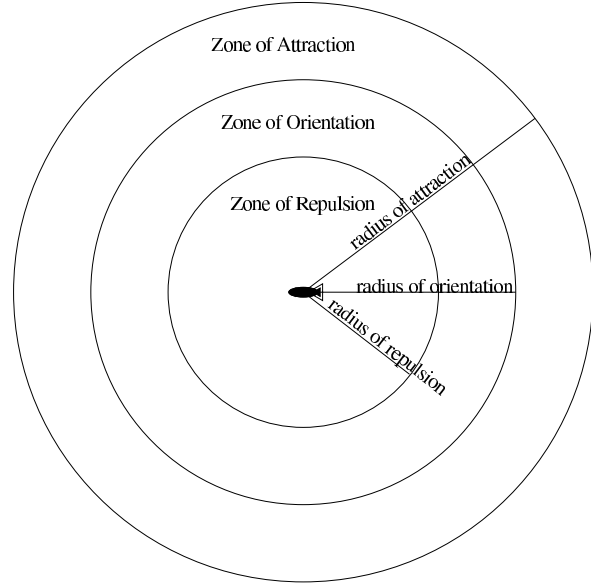 Zone of Attraction
Zone of Orientation
radius of attraction
Zone of Repulsion
radius of orientation
radius of repulsion